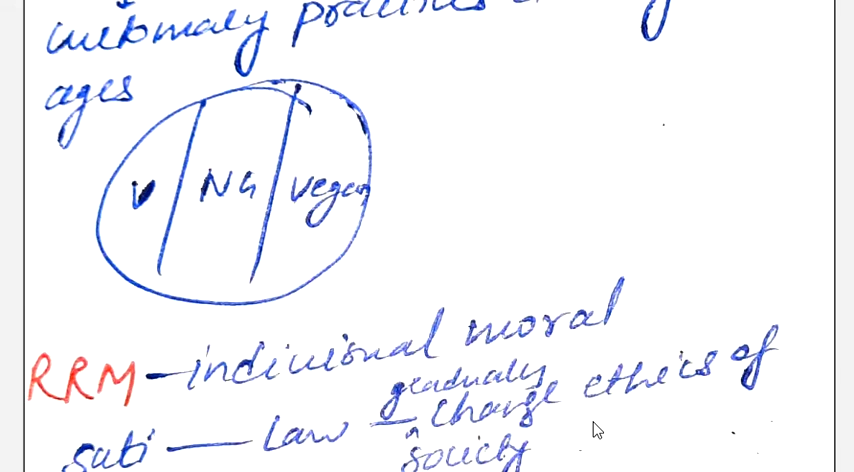 customary practices
ages
V NG Vegan
RRM - individual moral
gradually
sati — Law — change ethics of
society